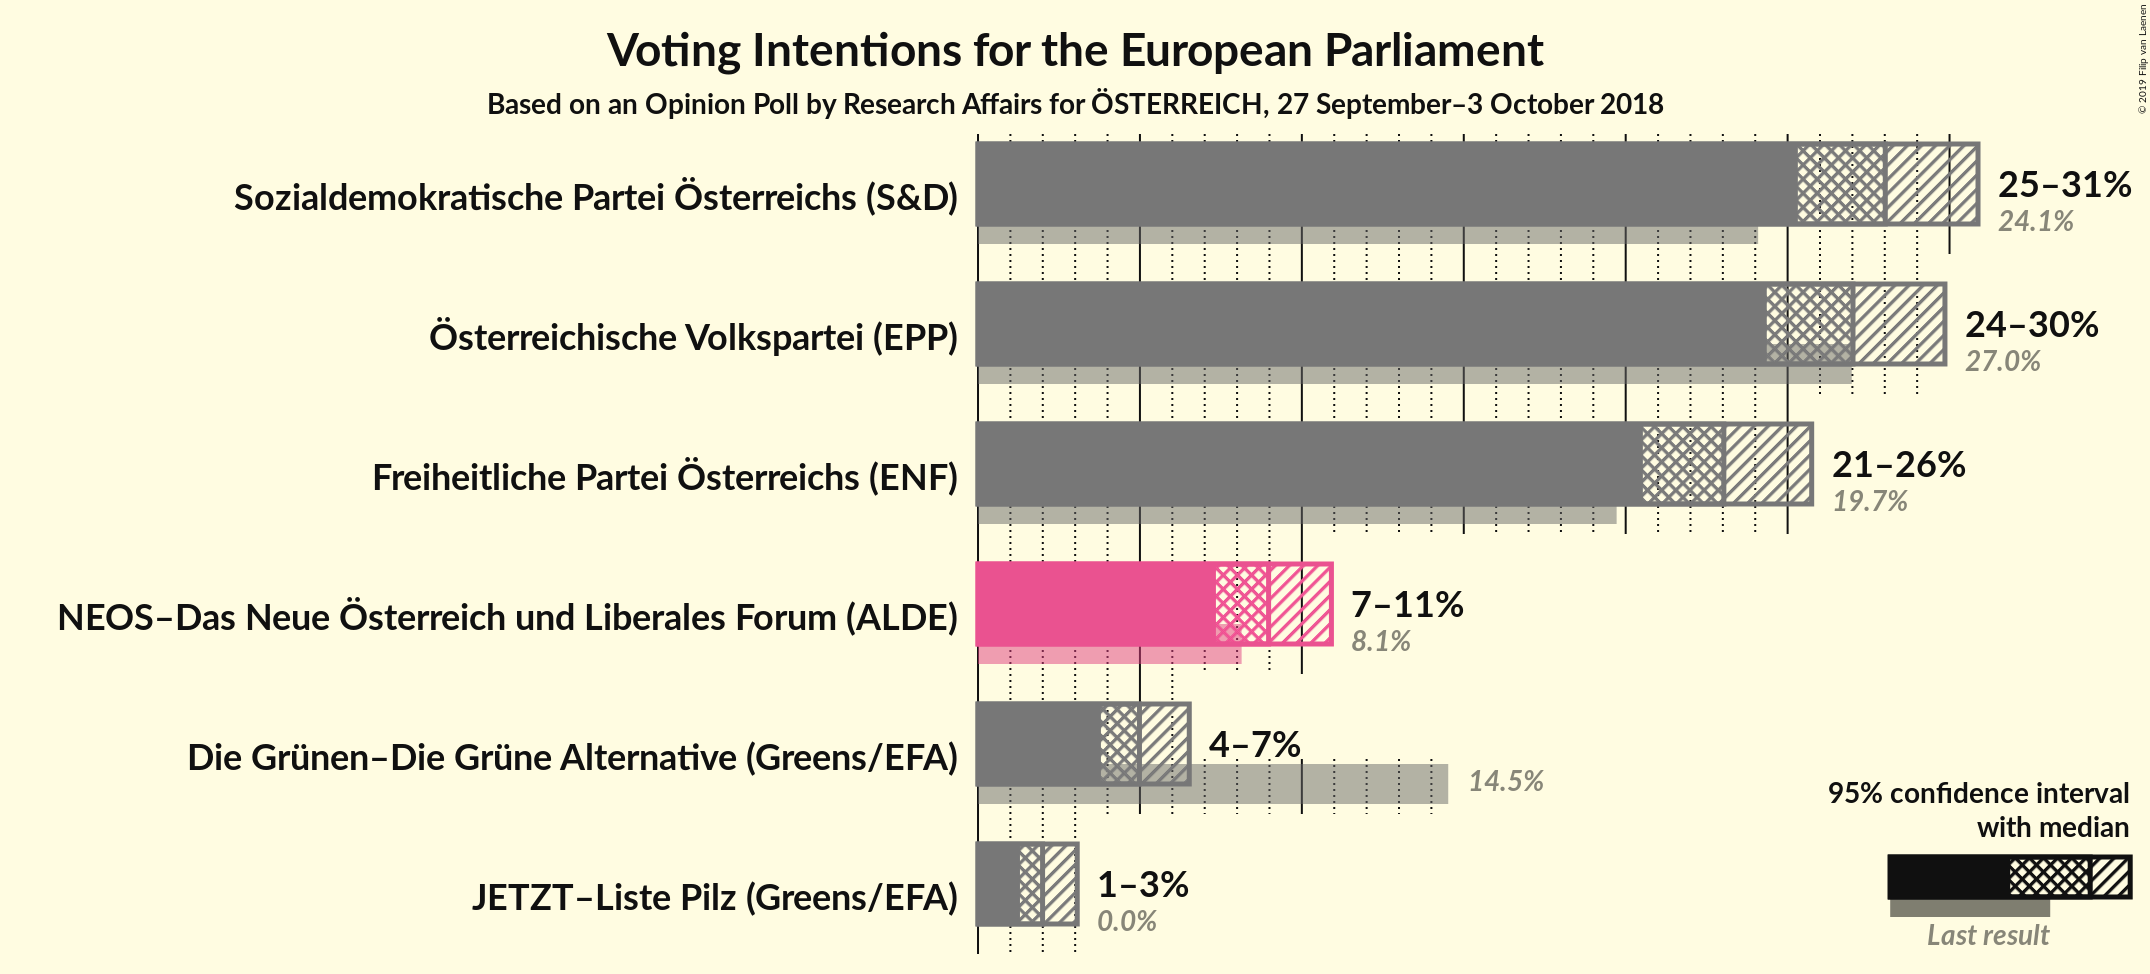 Voting Intentions for the European Parliament
Based on an Opinion Poll by Research Affairs for ÖSTERREICH, 27 September–3 October 2018
© 2019 Filip van Laenen
Sozialdemokratische Partei Österreichs (S&D)
25–31%
24.1%
Österreichische Volkspartei (EPP)
24–30%
27.0%
Freiheitliche Partei Österreichs (ENF)
21–26%
19.7%
NEOS–Das Neue Österreich und Liberales Forum (ALDE)
7–11%
8.1%
Die Grünen–Die Grüne Alternative (Greens/EFA)
4–7%
14.5%
JETZT–Liste Pilz (Greens/EFA)
1–3%
0.0%
95% confidence interval
with median
Last result